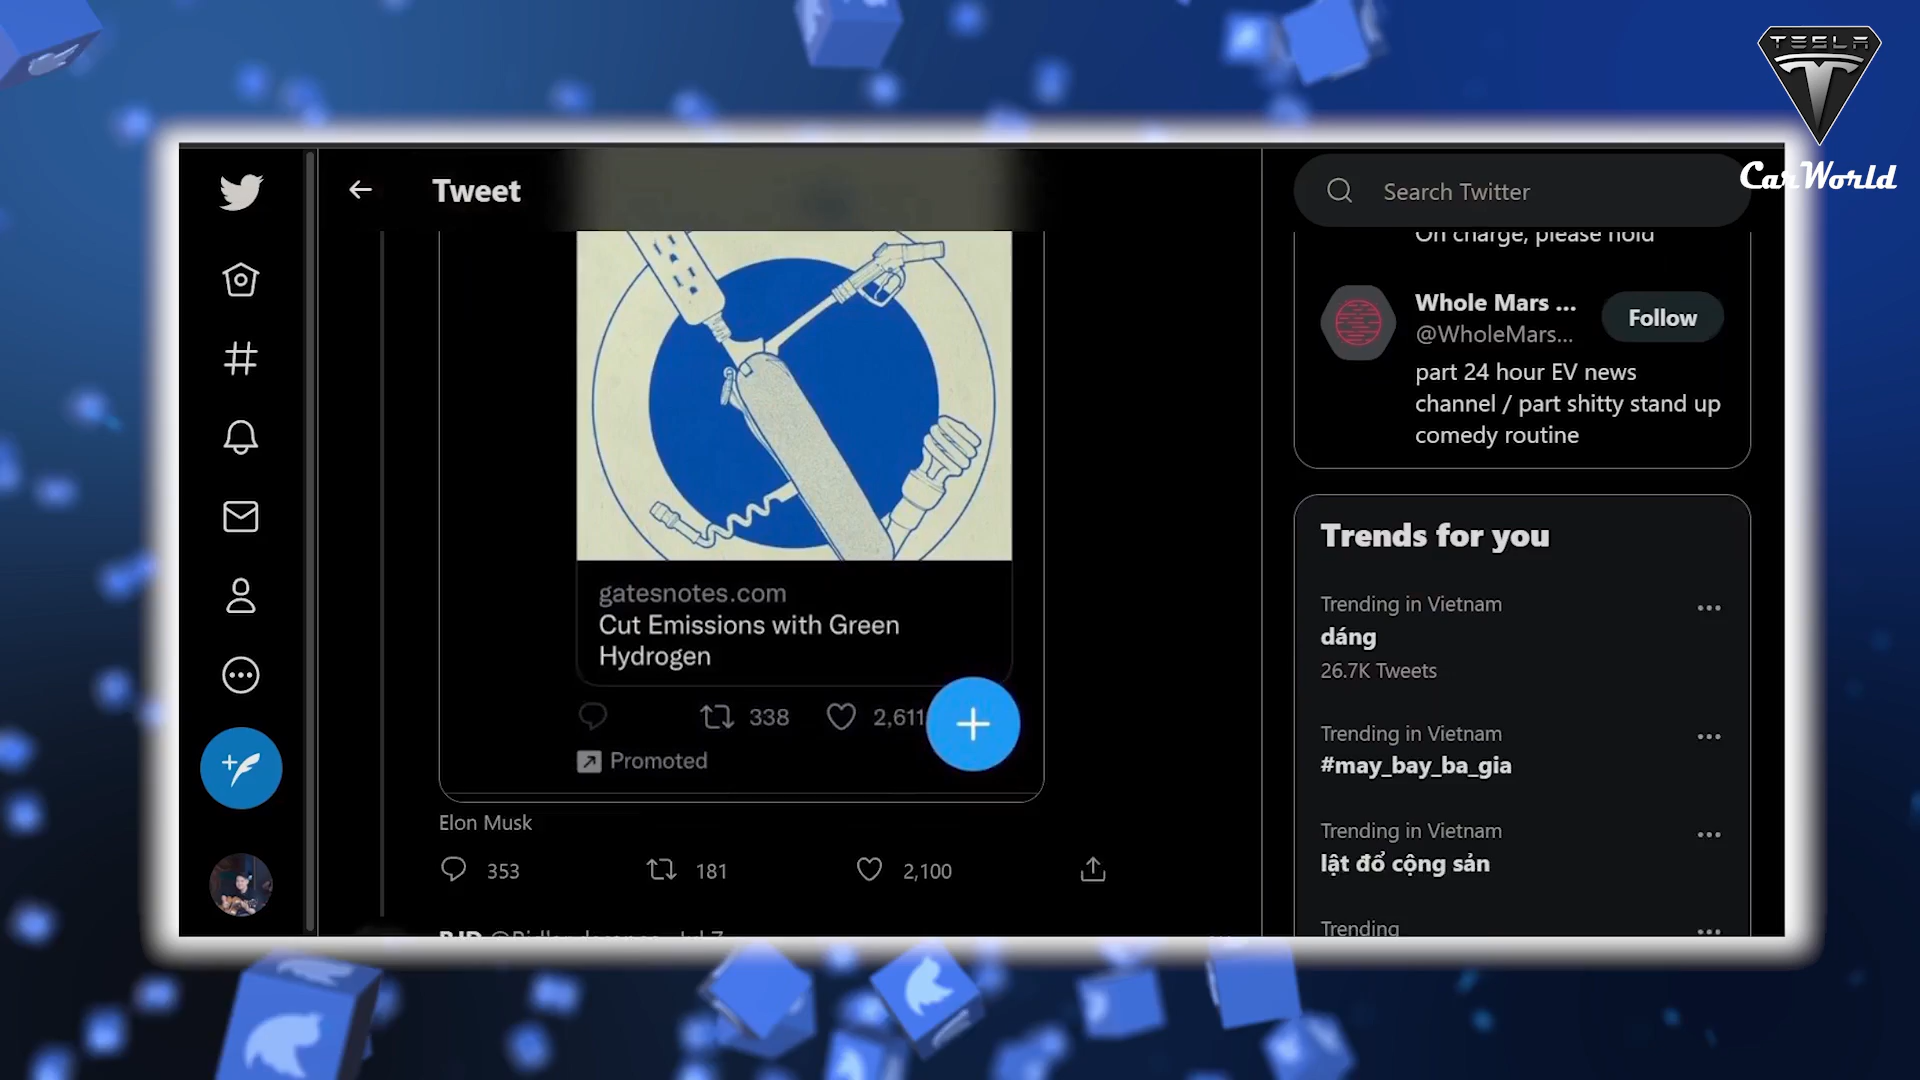 TESLA
CarWorld
Tweet
Search Twitter
On charge, please hold
Whole Mars ...
Follow
@WholeMars...
part 24 hour EV news
channel / part shitty stand up
comedy routine
gatesnotes.com
Cut Emissions with Green
Hydrogen
338
2,611
Promoted
Elon Musk
353
181
2,100
Trends for you
Trending in Vietnam
dáng
26.7K Tweets
Trending in Vietnam
#may_bay_ba_gia
Trending in Vietnam
lật đổ cộng sản
Trending